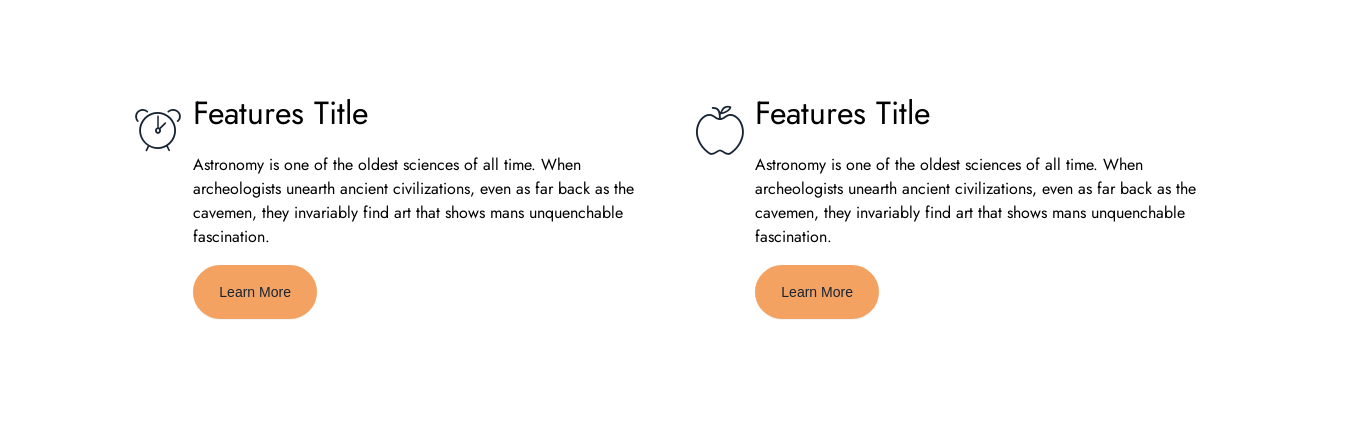 Features Title
Astronomy is one of the oldest sciences of all time. When
archeologists unearth ancient civilizations, even as far back as the
cavemen, they invariably find art that shows mans unquenchable
fascination.
Learn More
Features Title
Astronomy is one of the oldest sciences of all time. When
archeologists unearth ancient civilizations, even as far back as the
cavemen, they invariably find art that shows mans unquenchable
fascination.
Learn More